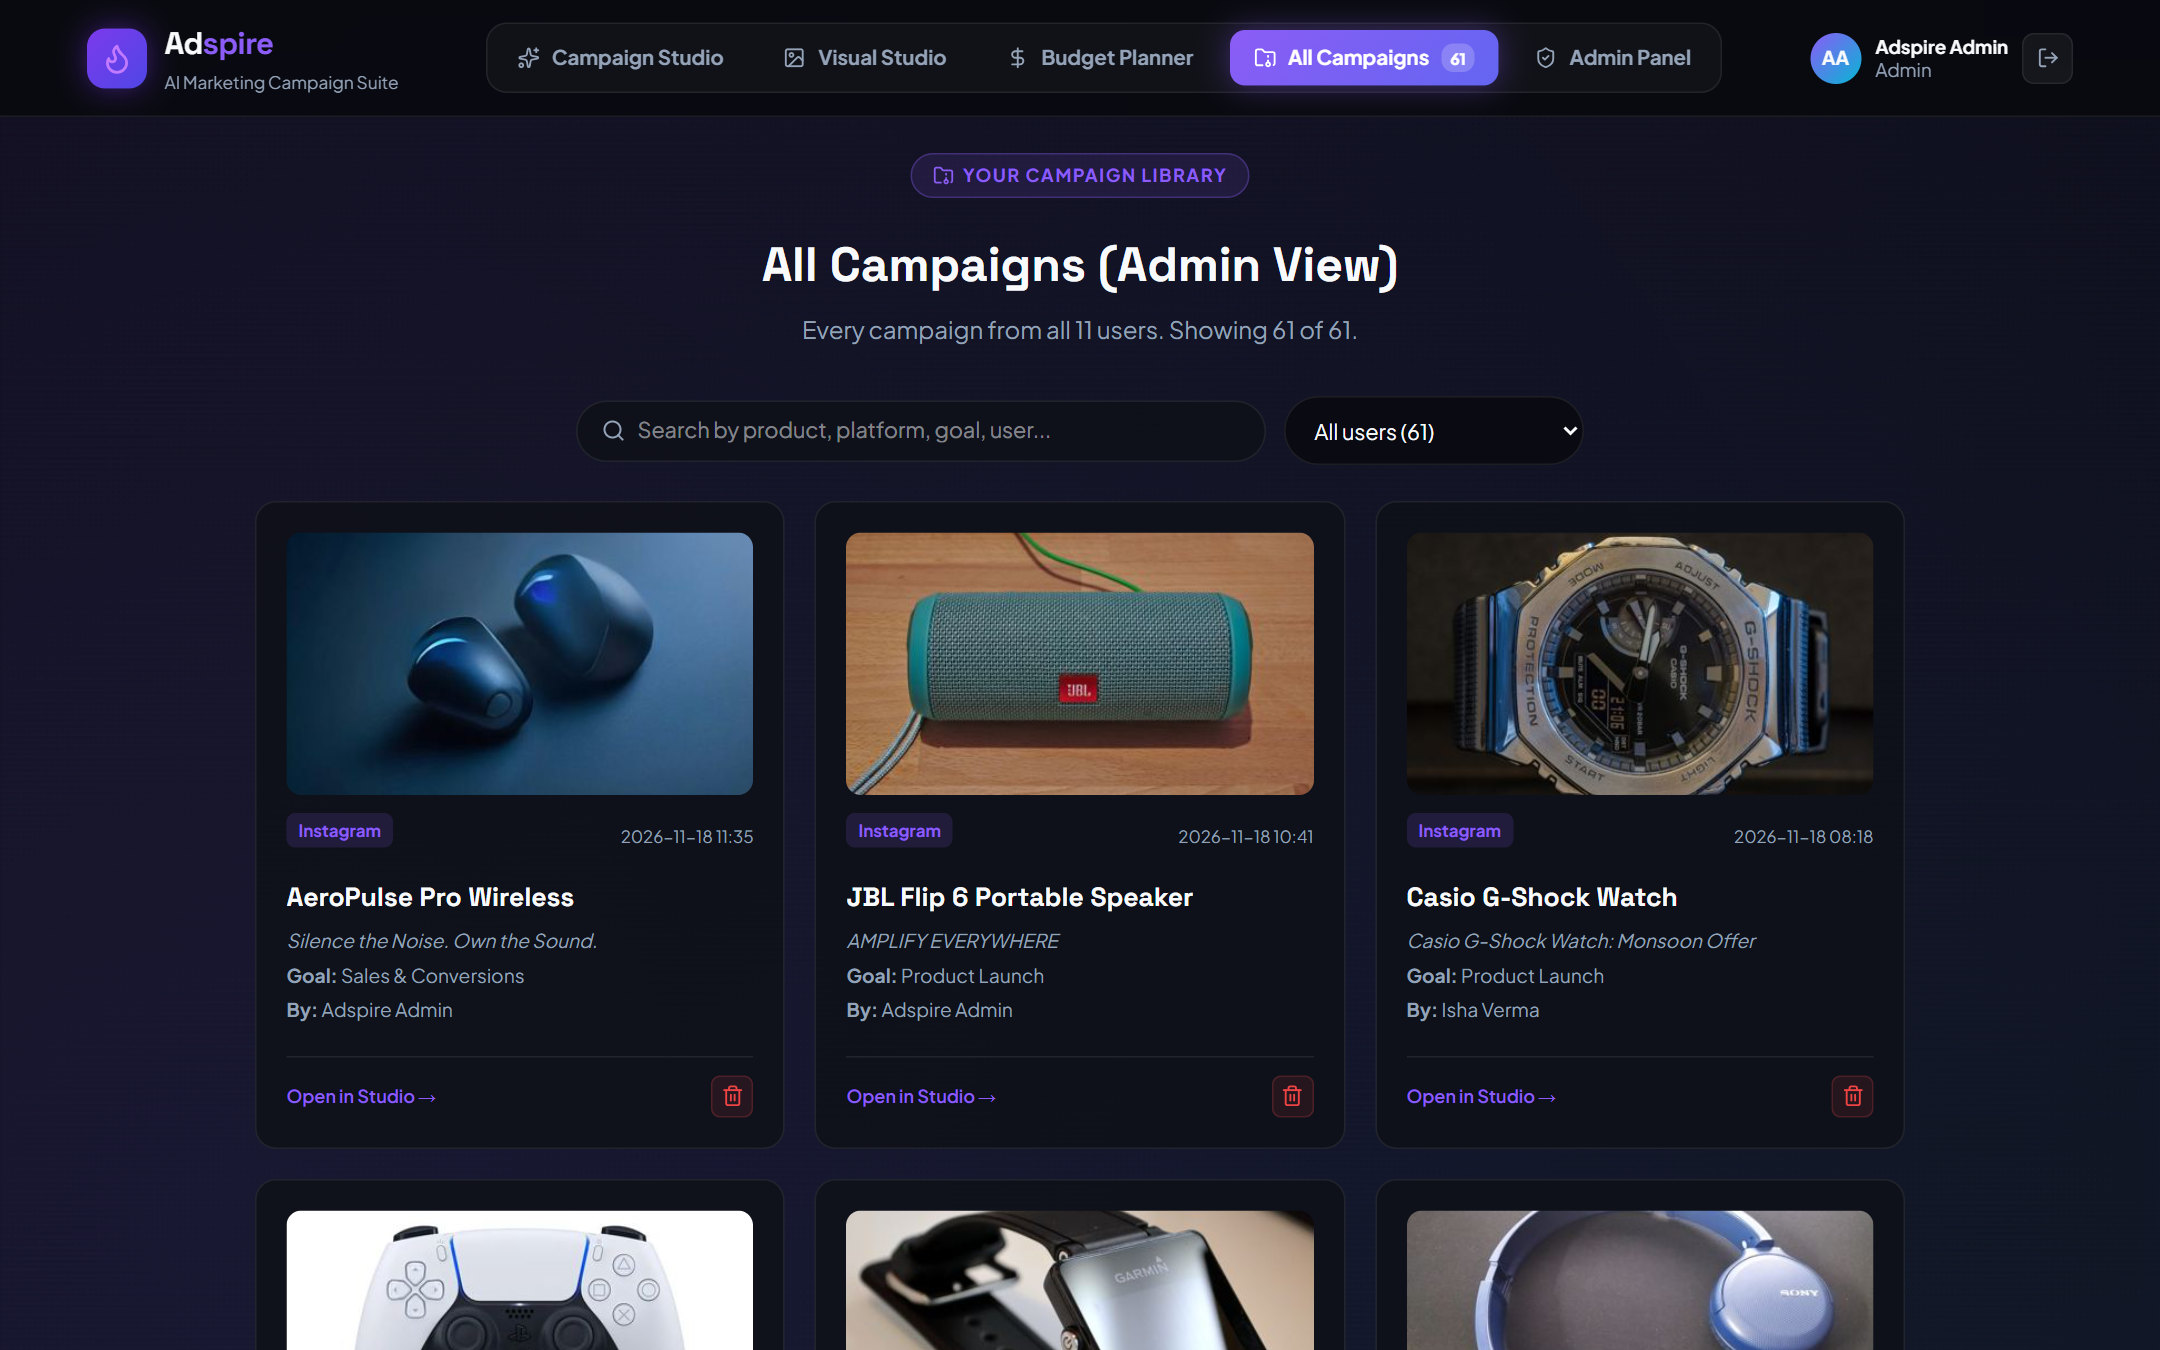 Adspire
AI Marketing Campaign Suite
Campaign Studio
Visual Studio
Budget Planner
All Campaigns 61
Admin Panel
AA
Adspire Admin
Admin
YOUR CAMPAIGN LIBRARY
All Campaigns (Admin View)
Every campaign from all 11 users. Showing 61 of 61.
Search by product, platform, goal, user...
All users (61)
JBL
MODE
ADJUST
PROTECTION
G-SHOCK
G-SHOCK
CASIO
START
LIGHT
Instagram
2026-11-18 11:35
AeroPulse Pro Wireless
Silence the Noise. Own the Sound.
Goal: Sales & Conversions
By: Adspire Admin
Open in Studio →
Instagram
2026-11-18 10:41
JBL Flip 6 Portable Speaker
AMPLIFY EVERYWHERE
Goal: Product Launch
By: Adspire Admin
Open in Studio →
Instagram
2026-11-18 08:18
Casio G-Shock Watch
Casio G-Shock Watch: Monsoon Offer
Goal: Product Launch
By: Isha Verma
Open in Studio →
GARMIN
SONY